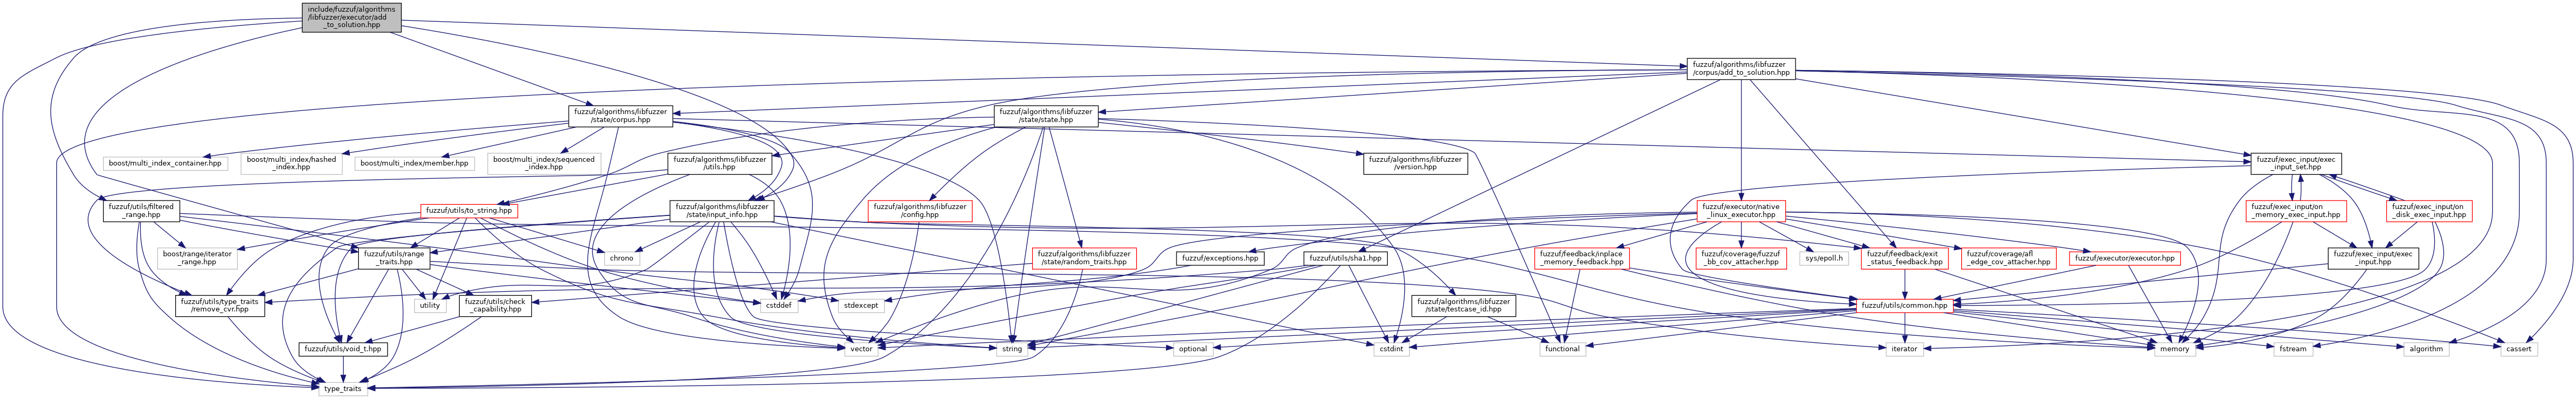 include/fuzzuf/algorithms
/libfuzzer/executor/add
_to_solution.hpp
fuzzuf/algorithms/libfuzzer
/corpus/add_to_solution.hpp
fuzzuf/algorithms/libfuzzer
/state/corpus.hpp
fuzzuf/algorithms/libfuzzer
/state/state.hpp
boost/multi_index_container.hpp
boost/multi_index/hashed
_index.hpp
boost/multi_index/member.hpp
boost/multi_index/sequenced
_index.hpp
fuzzuf/algorithms/libfuzzer
/utils.hpp
fuzzuf/algorithms/libfuzzer
/version.hpp
fuzzuf/exec_input/exec
_input_set.hpp
fuzzuf/utils/filtered
_range.hpp
fuzzuf/utils/to_string.hpp
fuzzuf/algorithms/libfuzzer
/state/input_info.hpp
fuzzuf/algorithms/libfuzzer
/config.hpp
fuzzuf/executor/native
_linux_executor.hpp
fuzzuf/exec_input/on
_memory_exec_input.hpp
fuzzuf/exec_input/on
_disk_exec_input.hpp
boost/range/iterator
_range.hpp
fuzzuf/utils/range
_traits.hpp
chrono
fuzzuf/algorithms/libfuzzer
/state/random_traits.hpp
fuzzuf/exceptions.hpp
fuzzuf/utils/sha1.hpp
fuzzuf/feedback/inplace
_memory_feedback.hpp
fuzzuf/coverage/fuzzuf
_bb_cov_attacher.hpp
sys/epoll.h
fuzzuf/feedback/exit
_status_feedback.hpp
fuzzuf/coverage/afl
_edge_cov_attacher.hpp
fuzzuf/executor/executor.hpp
fuzzuf/exec_input/exec
_input.hpp
fuzzuf/utils/type_traits
/remove_cvr.hpp
utility
fuzzuf/utils/check
_capability.hpp
cstddef
stdexcept
fuzzuf/algorithms/libfuzzer
/state/testcase_id.hpp
fuzzuf/utils/common.hpp
fuzzuf/utils/void_t.hpp
vector
string
optional
cstdint
functional
iterator
memory
fstream
algorithm
cassert
type_traits